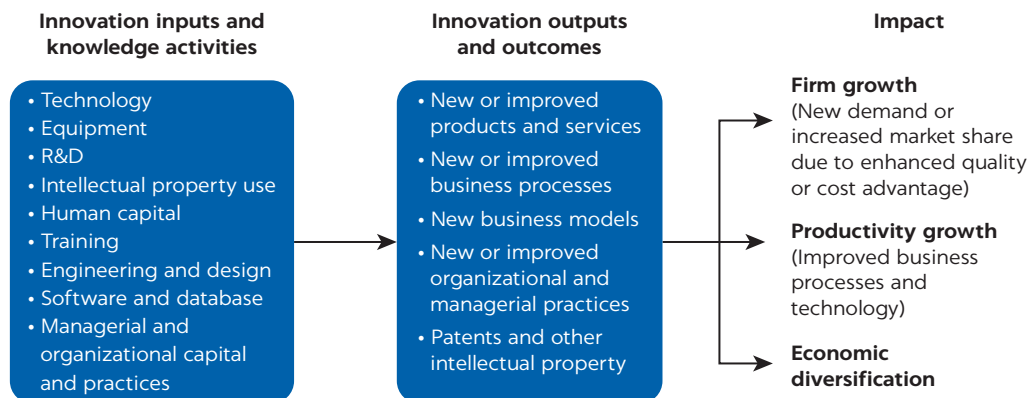 Innovation inputs and
knowledge activities
• Technology
• Equipment
• R&D
• Intellectual property use
• Human capital
• Training
• Engineering and design
• Software and database
• Managerial and
organizational capital
and practices
Innovation outputs
and outcomes
• New or improved
products and services
• New or improved
business processes
• New business models
• New or improved
organizational and
managerial practices
• Patents and other
intellectual property
Impact
Firm growth
(New demand or
increased market share
due to enhanced quality
or cost advantage)
Productivity growth
(Improved business
processes and
technology)
Economic
diversification